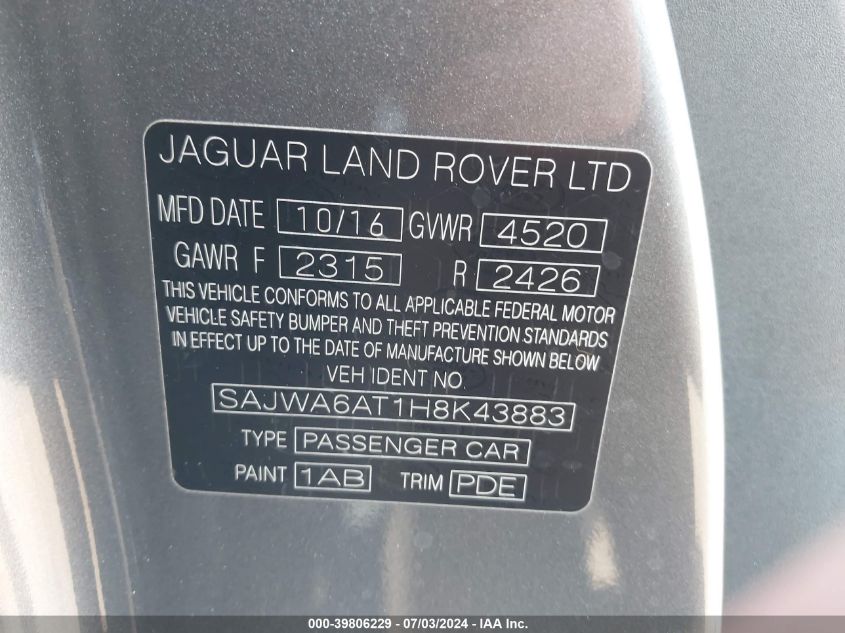 JAGUAR LAND ROVER LTD
MFD DATE 10/16 GVWR 4520
GAWR F 2315 R 2426
THIS VEHICLE CONFORMS TO ALL APPLICABLE FEDERAL MOTOR
VEHICLE SAFETY BUMPER AND THEFT PREVENTION STANDARDS
IN EFFECT UP TO THE DATE OF MANUFACTURE SHOWN BELOW
VEH IDENT NO.
SAJWA6AT1H8K43883
TYPE PASSENGER CAR
PAINT 1AB TRIM PDE
000-39806229 - 07/03/2024 - IAA Inc.